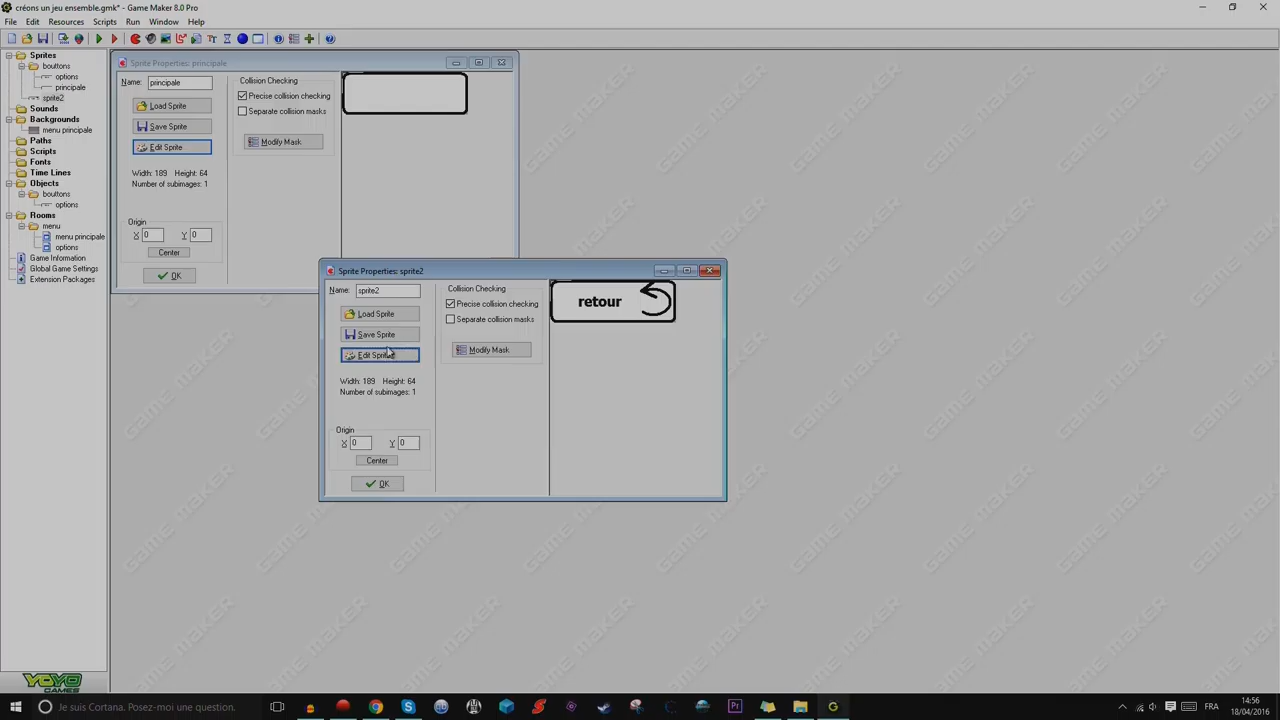 créons un jeu ensemble.gmk* - Game Maker 8.0 Pro
File Edit Resources Scripts Run Window Help
Sprites
bouttons
options
principale
sprite2
Sounds
Backgrounds
menu principale
Paths
Scripts
Fonts
Time Lines
Objects
bouttons
options
Rooms
menu
menu principale
options
Game Information
Global Game Settings
Extension Packages
YOYO
GAMES
Sprite Properties: principale
Name: principale
Load Sprite
Save Sprite
Edit Sprite
Width: 189 Height: 64
Number of subimages: 1
Origin
X 0 Y 0
Center
OK
Collision Checking
Precise collision checking
Separate collision masks
Modify Mask
Sprite Properties: sprite2
Name: sprite2
Load Sprite
Save Sprite
Edit Sprite
Width: 189 Height: 64
Number of subimages: 1
Origin
X 0 Y 0
Center
OK
Collision Checking
Precise collision checking
Separate collision masks
Modify Mask
retour
GAME MAKER
Je suis Cortana. Posez-moi une question.
Pr
FRA
14:56
18/04/2016